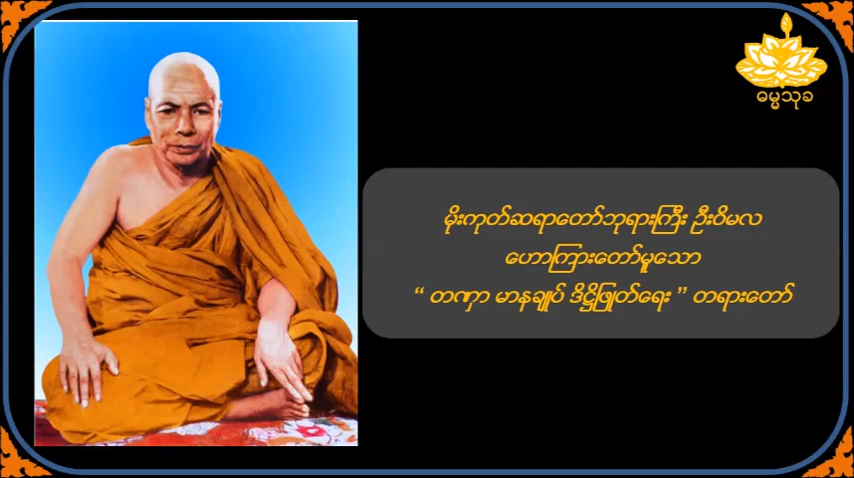 ဓမ္မသုခ
မိုးကုတ်ဆရာတော်ဘုရားကြီး ဦးဝိမလ
ဟောကြားတော်မူသော
“ တဏှာ မာနချုပ် ဒိဋ္ဌိဖြုတ်ရေး ” တရားတော်